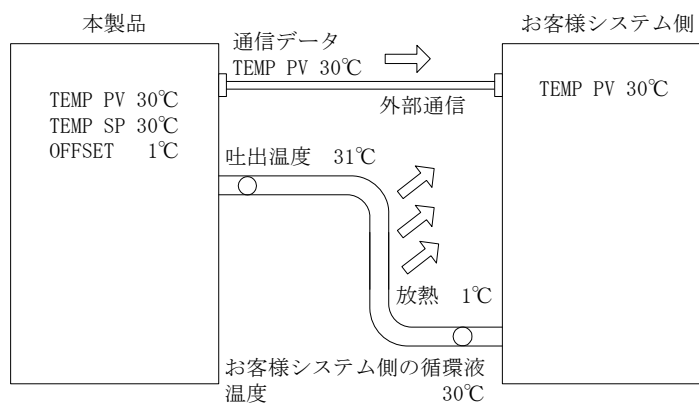 本製品
お客様システム側
通信データ
TEMP PV 30℃
外部通信
TEMP PV 30℃
TEMP SP 30℃
OFFSET 1℃
TEMP PV 30℃
吐出温度 31℃
放熱 1℃
お客様システム側の循環液
温度 30℃